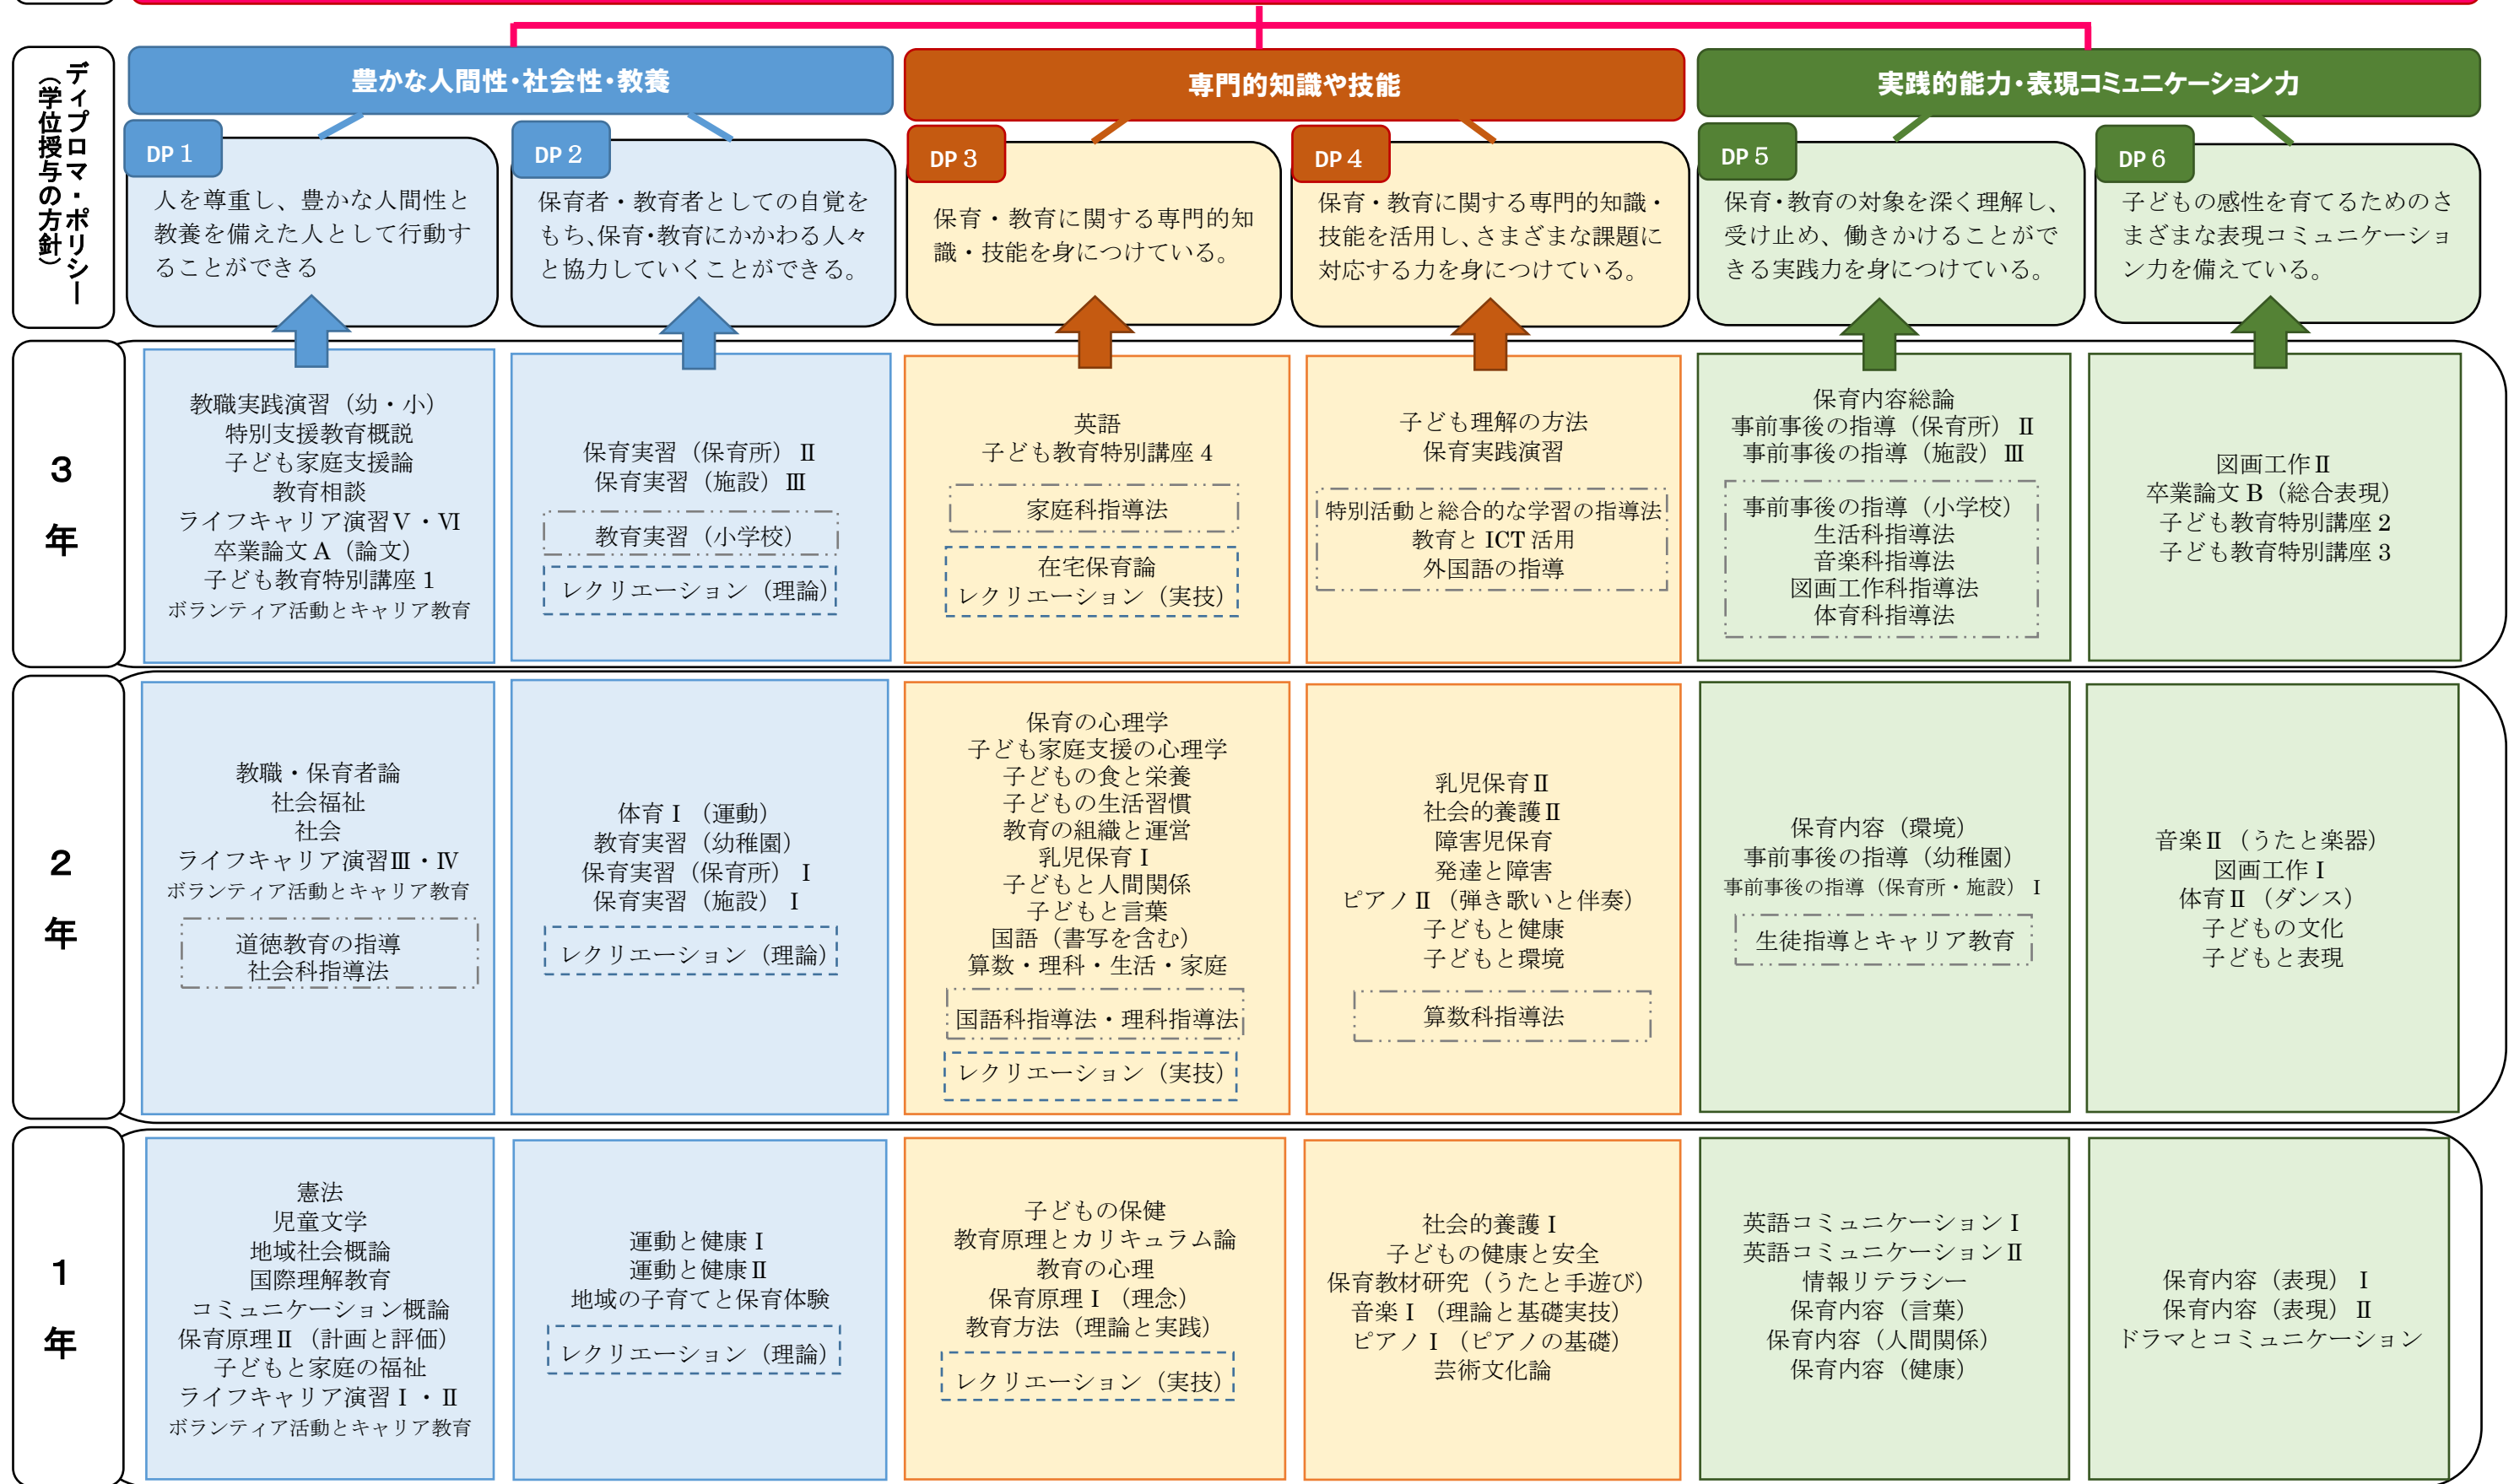 ディプロマ・ポリシー
（学位授与の方針）
豊かな人間性・社会性・教養
専門的知識や技能
実践的能力・表現コミュニケーション力
DP 1
人を尊重し、豊かな人間性と
教養を備えた人として行動す
ることができる
DP 2
保育者・教育者としての自覚を
もち、保育・教育にかかわる人々
と協力していくことができる。
DP 3
保育・教育に関する専門的知
識・技能を身につけている。
DP 4
保育・教育に関する専門的知識・
技能を活用し、さまざまな課題に
対応する力を身につけている。
DP 5
保育・教育の対象を深く理解し、
受け止め、働きかけることがで
きる実践力を身につけている。
DP 6
子どもの感性を育てるためのさ
まざまな表現コミュニケーショ
ン力を備えている。
3
年
教職実践演習（幼・小）
特別支援教育概説
子ども家庭支援論
教育相談
ライフキャリア演習Ⅴ・Ⅵ
卒業論文 A（論文）
子ども教育特別講座 1
ボランティア活動とキャリア教育
保育実習（保育所）Ⅱ
保育実習（施設）Ⅲ
教育実習（小学校）
レクリエーション（理論）
英語
子ども教育特別講座 4
家庭科指導法
在宅保育論
レクリエーション（実技）
子ども理解の方法
保育実践演習
特別活動と総合的な学習の指導法
教育と ICT 活用
外国語の指導
保育内容総論
事前事後の指導（保育所）Ⅱ
事前事後の指導（施設）Ⅲ
事前事後の指導（小学校）
生活科指導法
音楽科指導法
図画工作科指導法
体育科指導法
図画工作Ⅱ
卒業論文 B（総合表現）
子ども教育特別講座 2
子ども教育特別講座 3
2
年
教職・保育者論
社会福祉
社会
ライフキャリア演習Ⅲ・Ⅳ
ボランティア活動とキャリア教育
道徳教育の指導
社会科指導法
体育Ⅰ（運動）
教育実習（幼稚園）
保育実習（保育所）Ⅰ
保育実習（施設）Ⅰ
レクリエーション（理論）
保育の心理学
子ども家庭支援の心理学
子どもの食と栄養
子どもの生活習慣
教育の組織と運営
乳児保育Ⅰ
子どもと人間関係
子どもと言葉
国語（書写を含む）
算数・理科・生活・家庭
国語科指導法・理科指導法
レクリエーション（実技）
乳児保育Ⅱ
社会的養護Ⅱ
障害児保育
発達と障害
ピアノⅡ（弾き歌いと伴奏）
子どもと健康
子どもと環境
算数科指導法
保育内容（環境）
事前事後の指導（幼稚園）
事前事後の指導（保育所・施設）Ⅰ
生徒指導とキャリア教育
音楽Ⅱ（うたと楽器）
図画工作Ⅰ
体育Ⅱ（ダンス）
子どもの文化
子どもと表現
1
年
憲法
児童文学
地域社会概論
国際理解教育
コミュニケーション概論
保育原理Ⅱ（計画と評価）
子どもと家庭の福祉
ライフキャリア演習Ⅰ・Ⅱ
ボランティア活動とキャリア教育
運動と健康Ⅰ
運動と健康Ⅱ
地域の子育てと保育体験
レクリエーション（理論）
子どもの保健
教育原理とカリキュラム論
教育の心理
保育原理Ⅰ（理念）
教育方法（理論と実践）
レクリエーション（実技）
社会的養護Ⅰ
子どもの健康と安全
保育教材研究（うたと手遊び）
音楽Ⅰ（理論と基礎実技）
ピアノⅠ（ピアノの基礎）
芸術文化論
英語コミュニケーションⅠ
英語コミュニケーションⅡ
情報リテラシー
保育内容（言葉）
保育内容（人間関係）
保育内容（健康）
保育内容（表現）Ⅰ
保育内容（表現）Ⅱ
ドラマとコミュニケーション